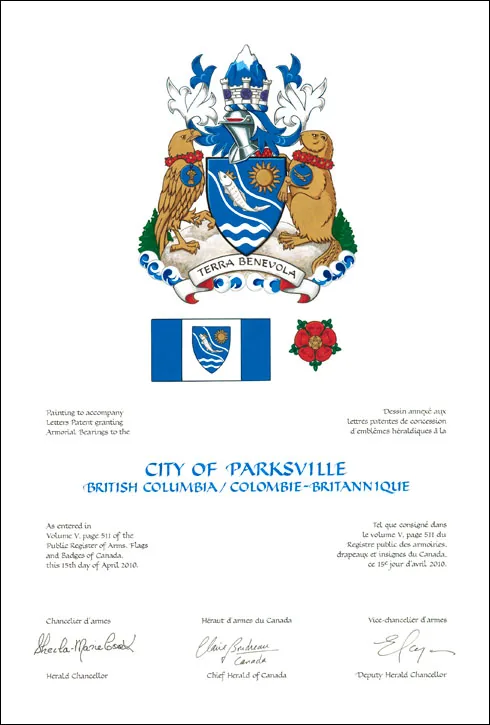 TERRA BENEVOLA
Painting to accompany
Letters Patent granting
Armorial Bearings to the
Dessin annexé aux
lettres patentes de concession
d'emblèmes héraldiques à la
CITY OF PARKSVILLE
BRITISH COLUMBIA / COLOMBIE-BRITANNIQUE
As entered in
Volume V, page 511 of the
Public Register of Arms, Flags
and Badges of Canada,
this 15th day of April 2010.
Tel que consigné dans
le volume V, page 511 du
Registre public des armoiries,
drapeaux et insignes du Canada,
ce 15e jour d'avril 2010.
Chancelier d'armes
Héraut d'armes du Canada
Vice-chancelier d'armes
Canada
Herald Chancellor
Chief Herald of Canada
Deputy Herald Chancellor